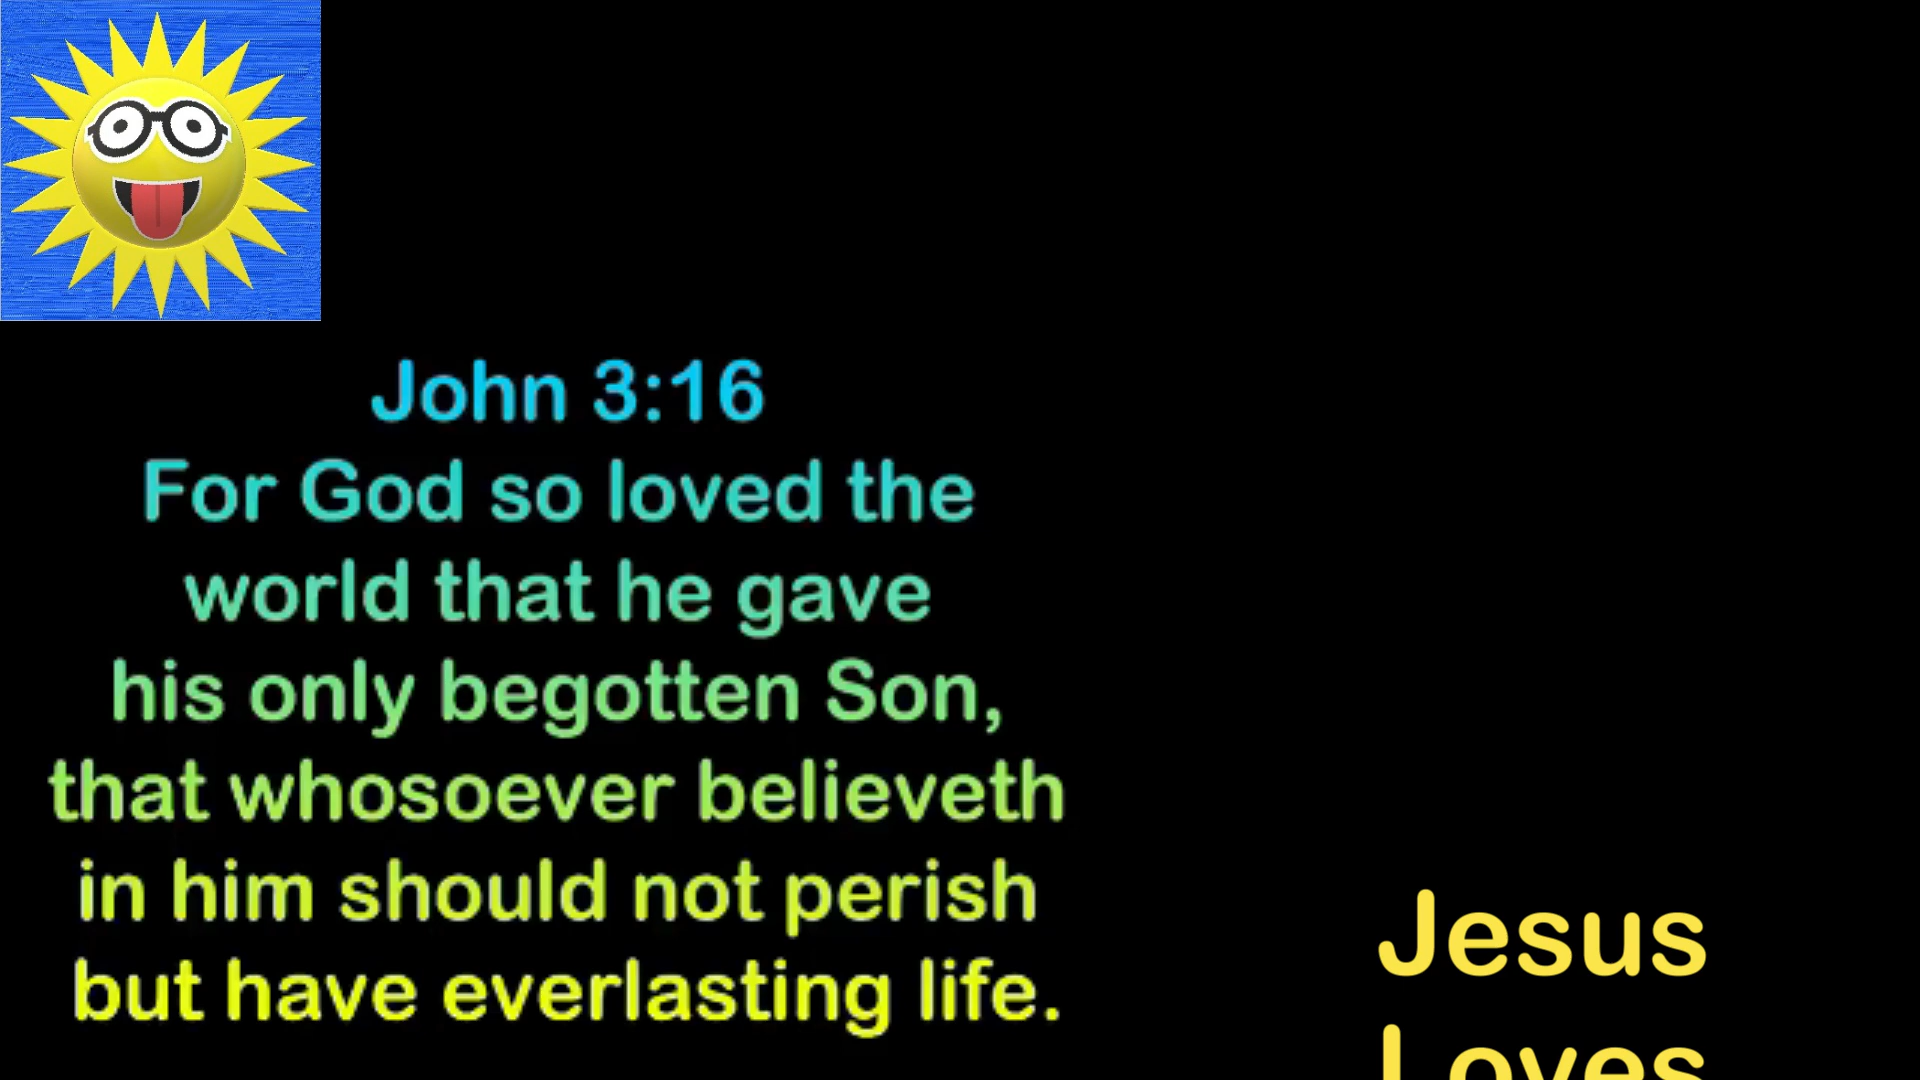 John 3:16
For God so loved the
world that he gave
his only begotten Son,
that whosoever believeth
in him should not perish
but have everlasting life.
Jesus
Loves